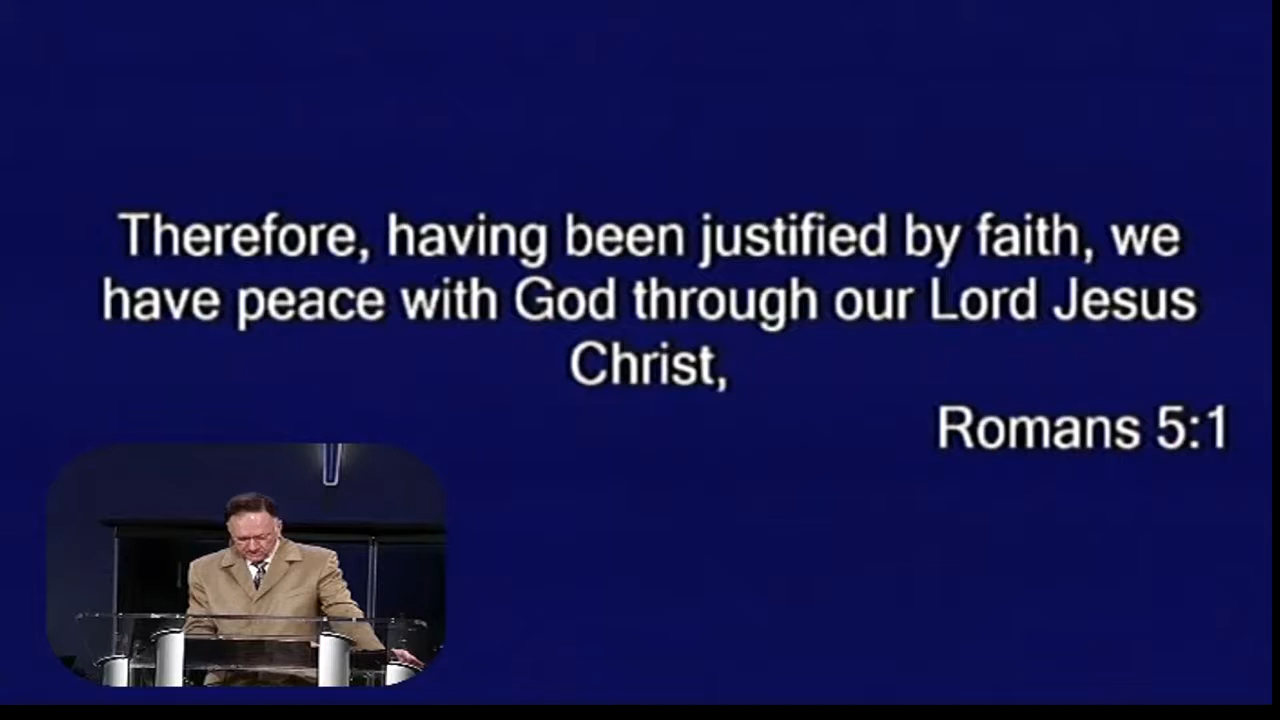 Therefore, having been justified by faith, we
have peace with God through our Lord Jesus
Christ,
Romans 5:1